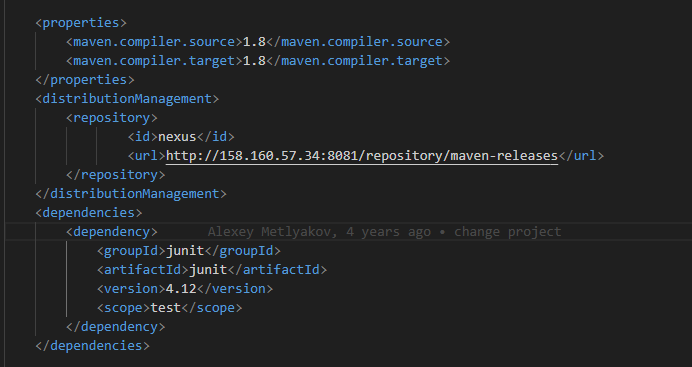 <properties>
<maven.compiler.source>1.8</maven.compiler.source>
<maven.compiler.target>1.8</maven.compiler.target>
</properties>
<distributionManagement>
<repository>
<id>nexus</id>
<url>http://158.160.57.34:8081/repository/maven-releases</url>
</repository>
</distributionManagement>
<dependencies>
<dependency> Alexey Metlyakov, 4 years ago • change project
<groupId>junit</groupId>
<artifactId>junit</artifactId>
<version>4.12</version>
<scope>test</scope>
</dependency>
</dependencies>